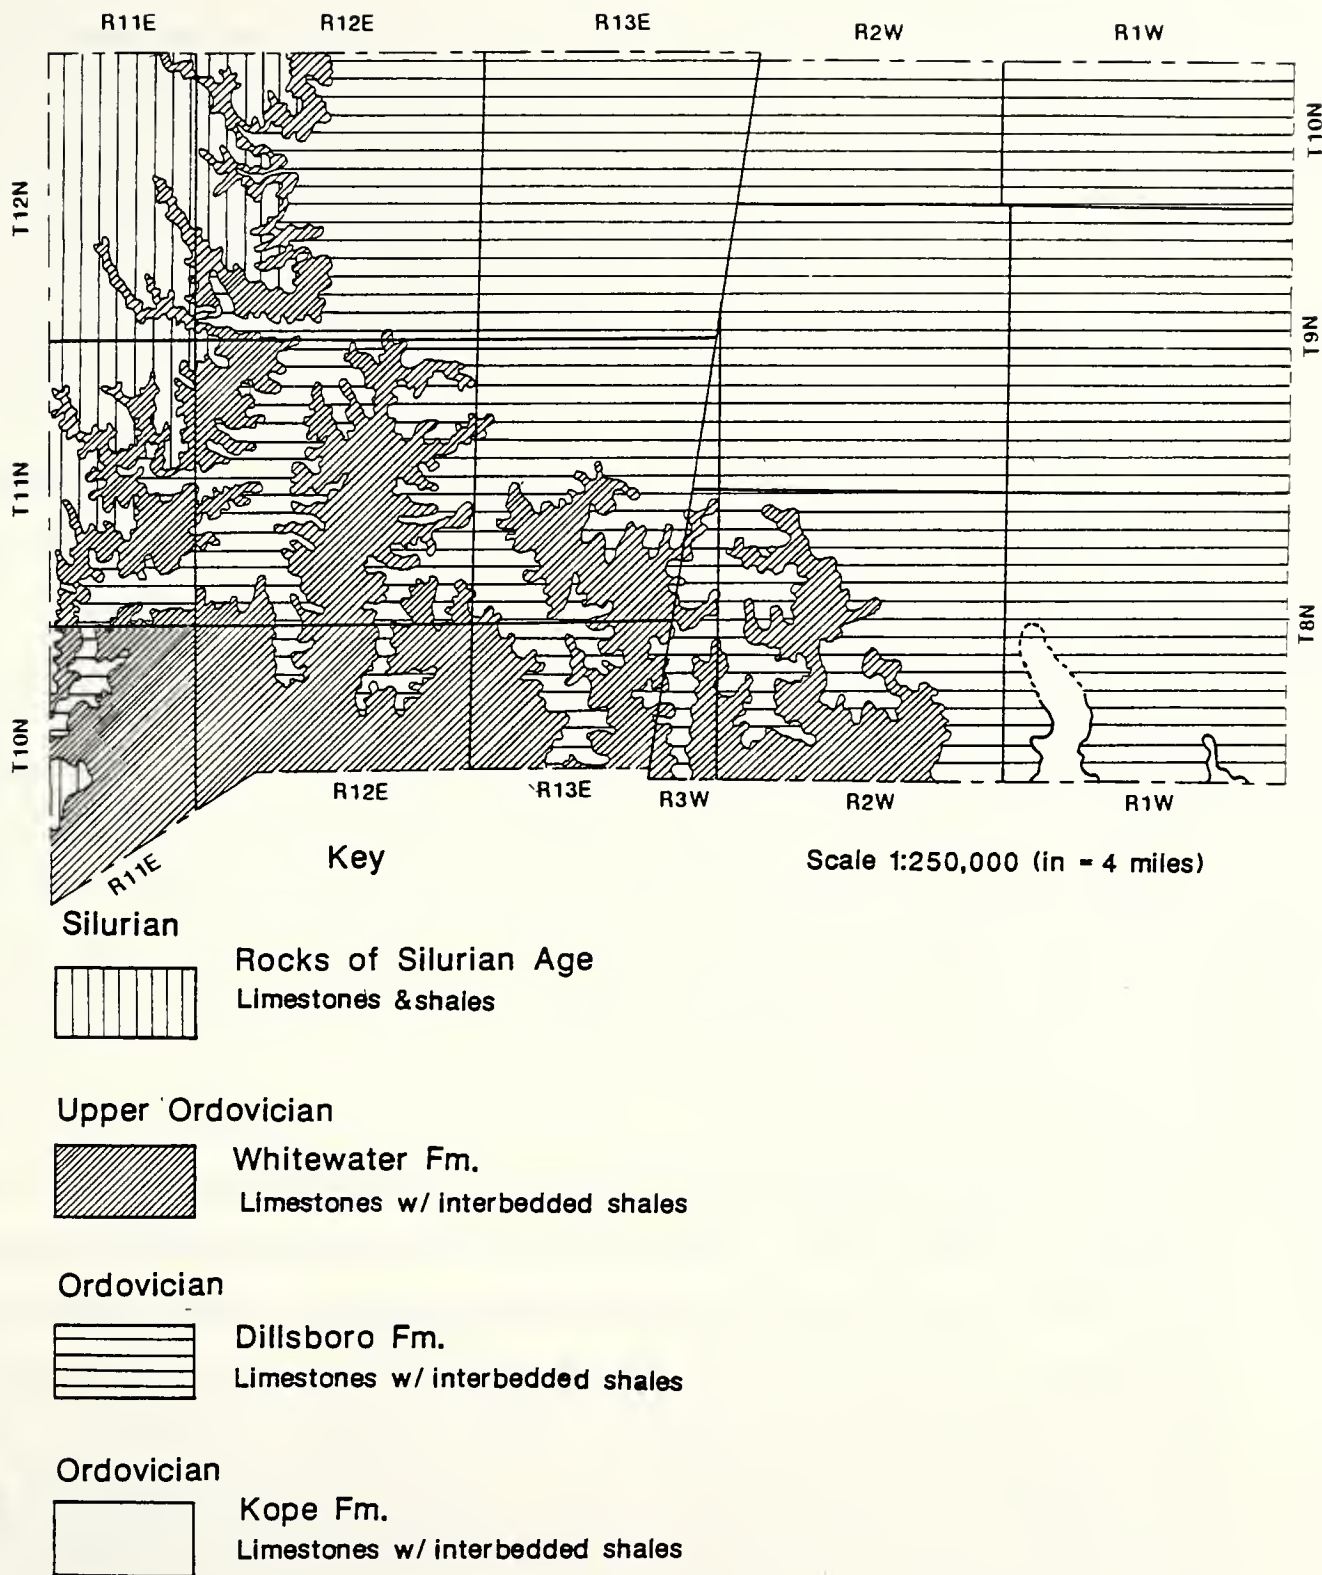 R11E R12E R13E R2W R1W
T10N
T12N
T9N
T11N
T8N
T10N
R12E R13E R3W R2W R1W
R11E
Key
Scale 1:250,000 (in = 4 miles)
Silurian
Rocks of Silurian Age
Limestones & shales
Upper Ordovician
Whitewater Fm.
Limestones w/ interbedded shales
Ordovician
Dillsboro Fm.
Limestones w/ interbedded shales
Ordovician
Kope Fm.
Limestones w/ interbedded shales